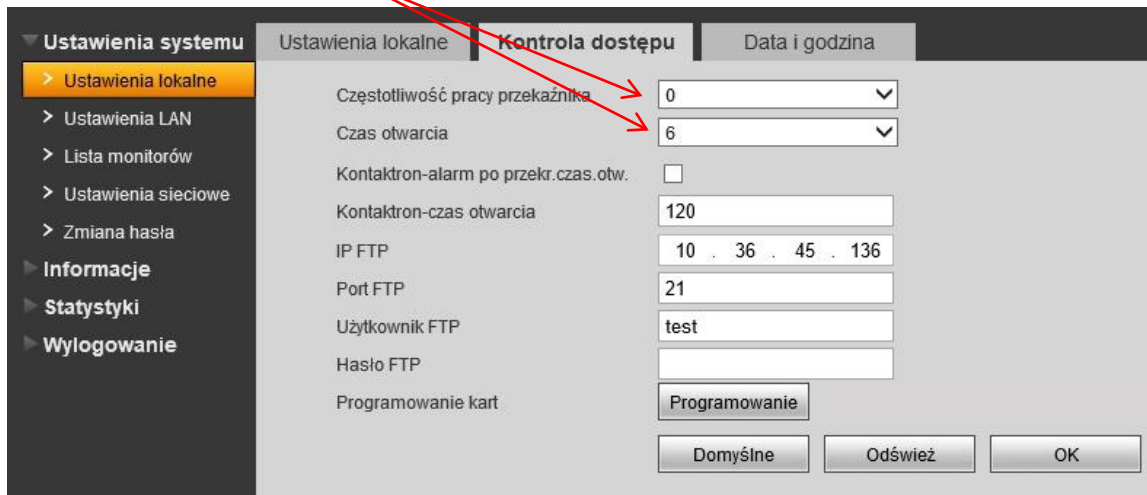 Ustawienia systemu
Ustawienia lokalne
Ustawienia LAN
Lista monitorów
Ustawienia sieciowe
Zmiana hasła
Informacje
Statystyki
Wylogowanie
Ustawienia lokalne Kontrola dostępu Data i godzina
Częstotliwość pracy przekaźnika 0
Czas otwarcia 6
Kontaktron-alarm po przekr.czas.otw.
Kontaktron-czas otwarcia 120
IP FTP 10 . 36 . 45 . 136
Port FTP 21
Użytkownik FTP test
Hasło FTP
Programowanie kart Programowanie
Domyślne Odśwież OK